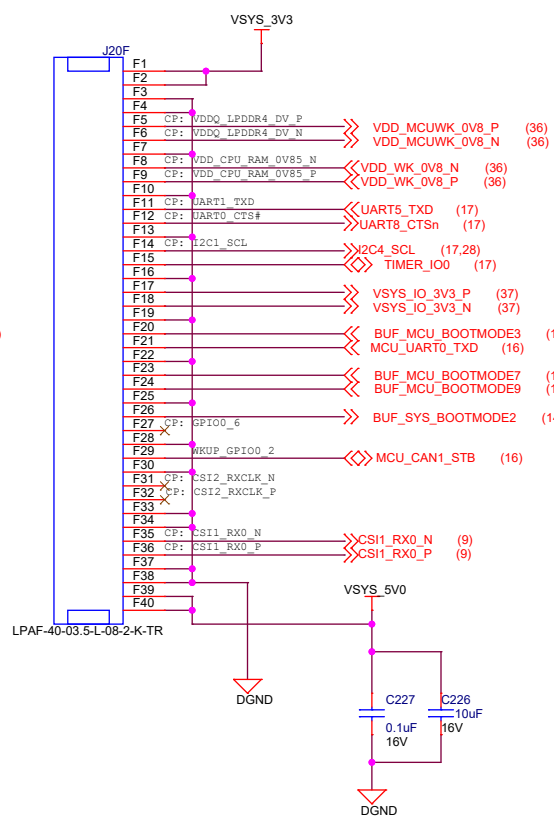 VSYS_3V3
J20F
F1
F2
F3
F4
F5 CP: VDDQ_LPDDR4_DV_P VDD_MCUWK_0V8_P (36)
F6 CP: VDDQ_LPDDR4_DV_N VDD_MCUWK_0V8_N (36)
F7
F8 CP: VDD_CPU_RAM_0V85_N VDD_WK_0V8_N (36)
F9 CP: VDD_CPU_RAM_0V85_P VDD_WK_0V8_P (36)
F10
F11 CP: UART1_TXD UART5_TXD (17)
F12 CP: UART0_CTS# UART8_CTSn (17)
F13
F14 CP: I2C1_SCL I2C4_SCL (17,28)
F15 TIMER_IO0 (17)
F16
F17 VSYS_IO_3V3_P (37)
F18 VSYS_IO_3V3_N (37)
F19
F20 BUF_MCU_BOOTMODE3
F21 MCU_UART0_TXD (16)
F22
F23 BUF_MCU_BOOTMODE7
F24 BUF_MCU_BOOTMODE9
F25
F26 BUF_SYS_BOOTMODE2
F27 CP: GPIO0_6
F28
F29 WKUP_GPIO0_2 MCU_CAN1_STB (16)
F30
F31 CP: CSI2_RXCLK_N
F32 CP: CSI2_RXCLK_P
F33
F34
F35 CP: CSI1_RX0_N CSI1_RX0_N (9)
F36 CP: CSI1_RX0_P CSI1_RX0_P (9)
F37
F38
F39
F40
VSYS_5V0
LPAF-40-03.5-L-08-2-K-TR
DGND
C227
0.1uF
16V
C226
10uF
16V
DGND